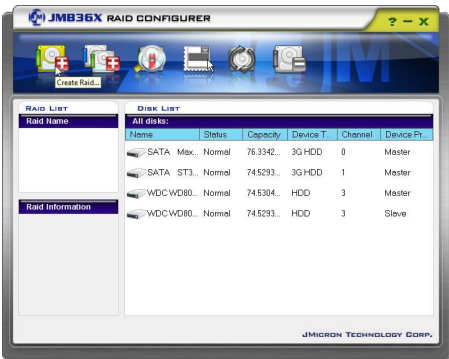 JMB36X RAID CONFIGURER
? – X
Create Raid...
RAID LIST
Raid Name
Raid Information
DISK LIST
All disks:
Name Status Capacity Device T... Channel Device Pr...
SATA Max... Normal 76.3342... 3G HDD 0 Master
SATA ST3... Normal 74.5293... 3G HDD 1 Master
WDC WD80... Normal 74.5304... HDD 3 Master
WDC WD80... Normal 74.5293... HDD 3 Slave
JMICRON TECHNOLOGY CORP.